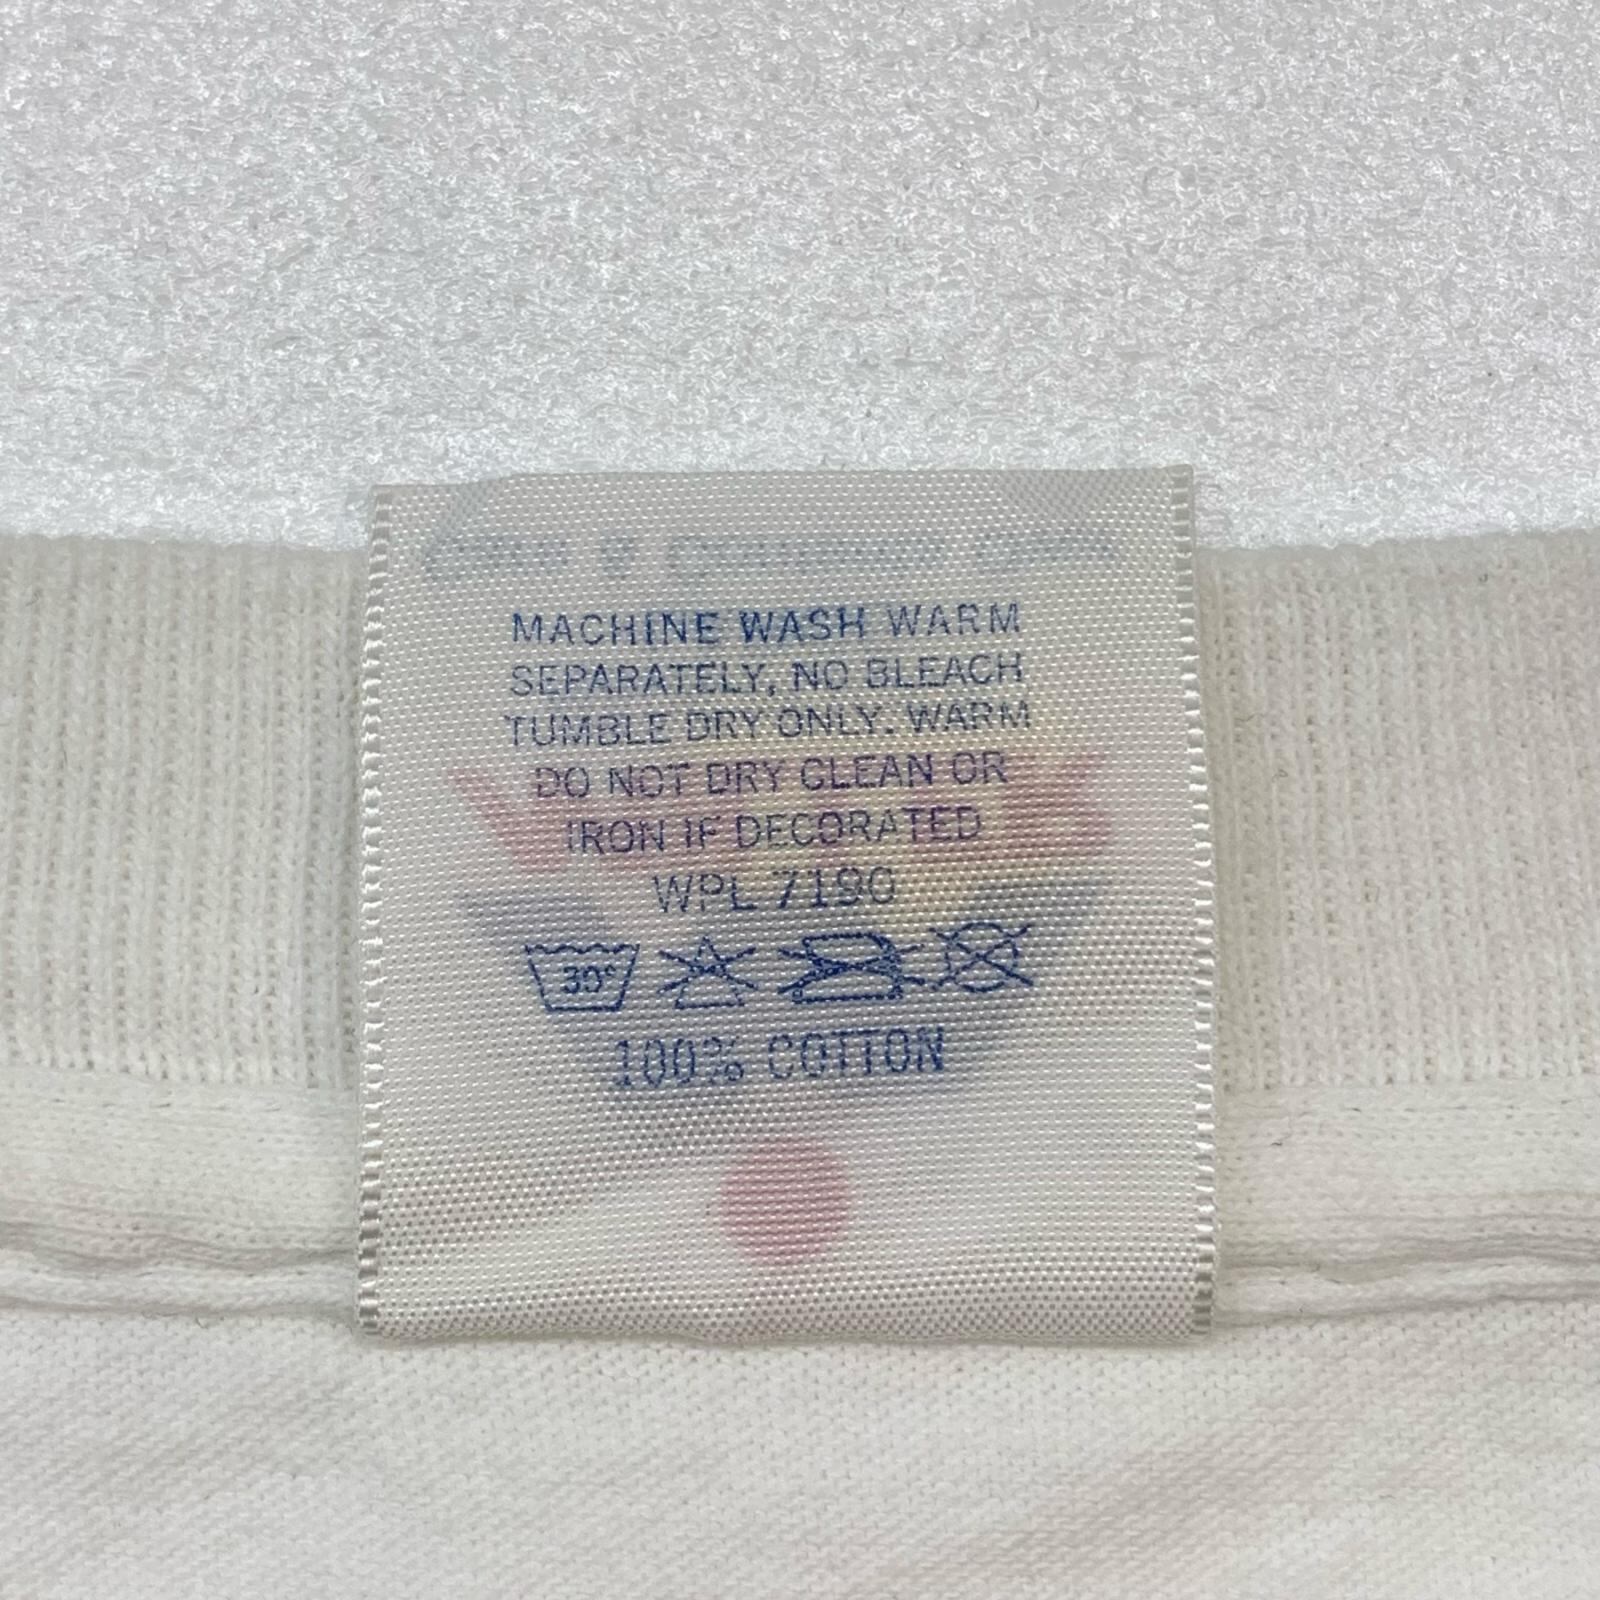 MACHINE WASH WARM
SEPARATELY, NO BLEACH
TUMBLE DRY ONLY. WARM
DO NOT DRY CLEAN OR
IRON IF DECORATED
WPL 7190
30°
100% COTTON